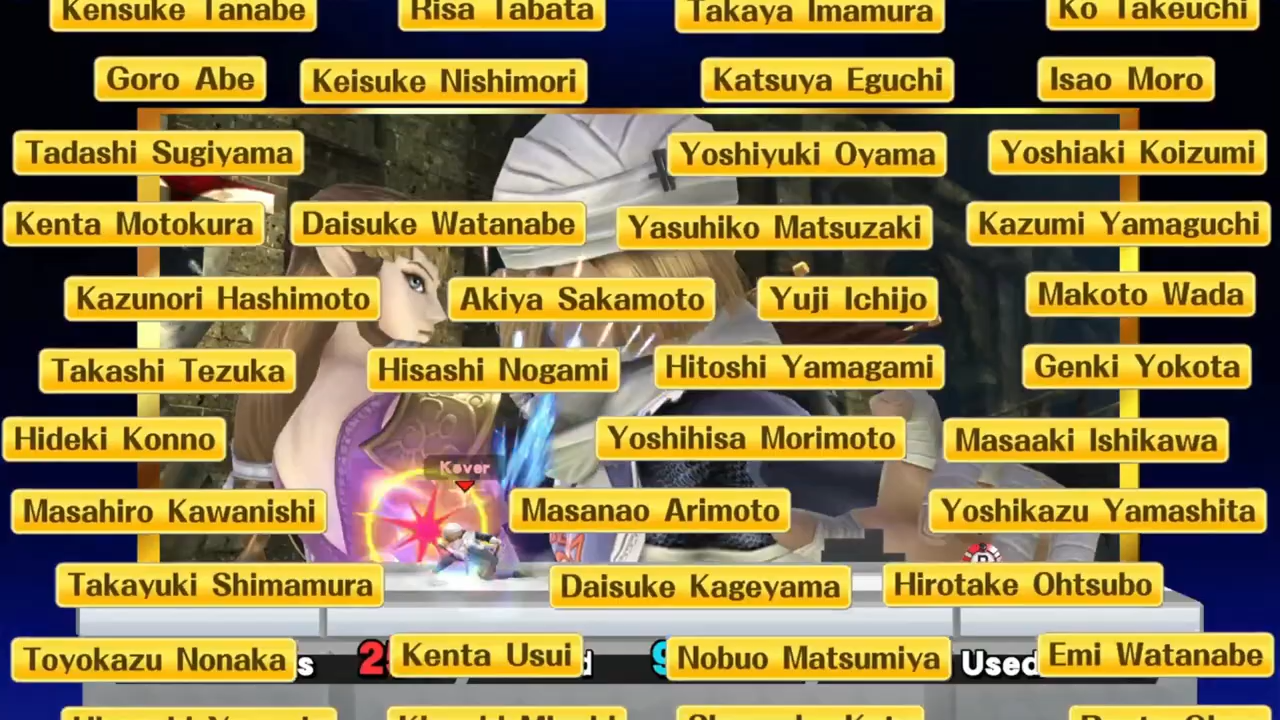 Kensuke Tanabe Risa Tabata Takaya Imamura Ko Takeuchi
Goro Abe Keisuke Nishimori Katsuya Eguchi Isao Moro
Tadashi Sugiyama Yoshiyuki Oyama Yoshiaki Koizumi
Kenta Motokura Daisuke Watanabe Yasuhiko Matsuzaki Kazumi Yamaguchi
Kazunori Hashimoto Akiya Sakamoto Yuji Ichijo Makoto Wada
Takashi Tezuka Hisashi Nogami Hitoshi Yamagami Genki Yokota
Hideki Konno Yoshihisa Morimoto Masaaki Ishikawa
Kever
Masahiro Kawanishi Masanao Arimoto Yoshikazu Yamashita
Takayuki Shimamura Daisuke Kageyama Hirotake Ohtsubo
Toyokazu Nonaka s 2 Kenta Usui d 9 Nobuo Matsumiya Used Emi Watanabe